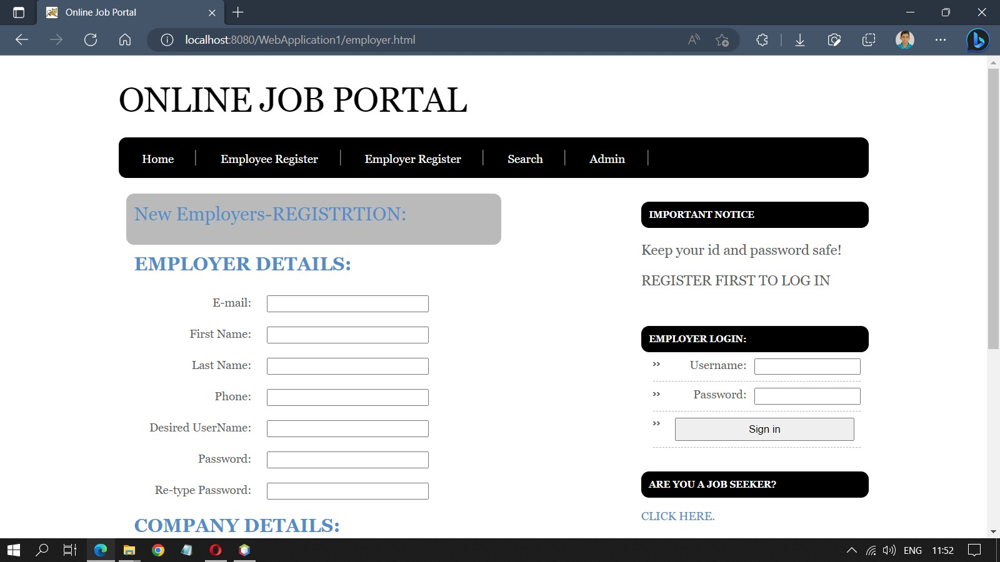 Online Job Portal
localhost:8080/WebApplication1/employer.html
ONLINE JOB PORTAL
Home
Employee Register
Employer Register
Search
Admin
New Employers-REGISTRTION:
EMPLOYER DETAILS:
E-mail:
First Name:
Last Name:
Phone:
Desired UserName:
Password:
Re-type Password:
COMPANY DETAILS:
IMPORTANT NOTICE
Keep your id and password safe!
REGISTER FIRST TO LOG IN
EMPLOYER LOGIN:
›› Username:
›› Password:
›› Sign in
ARE YOU A JOB SEEKER?
CLICK HERE.
ENG 11:52